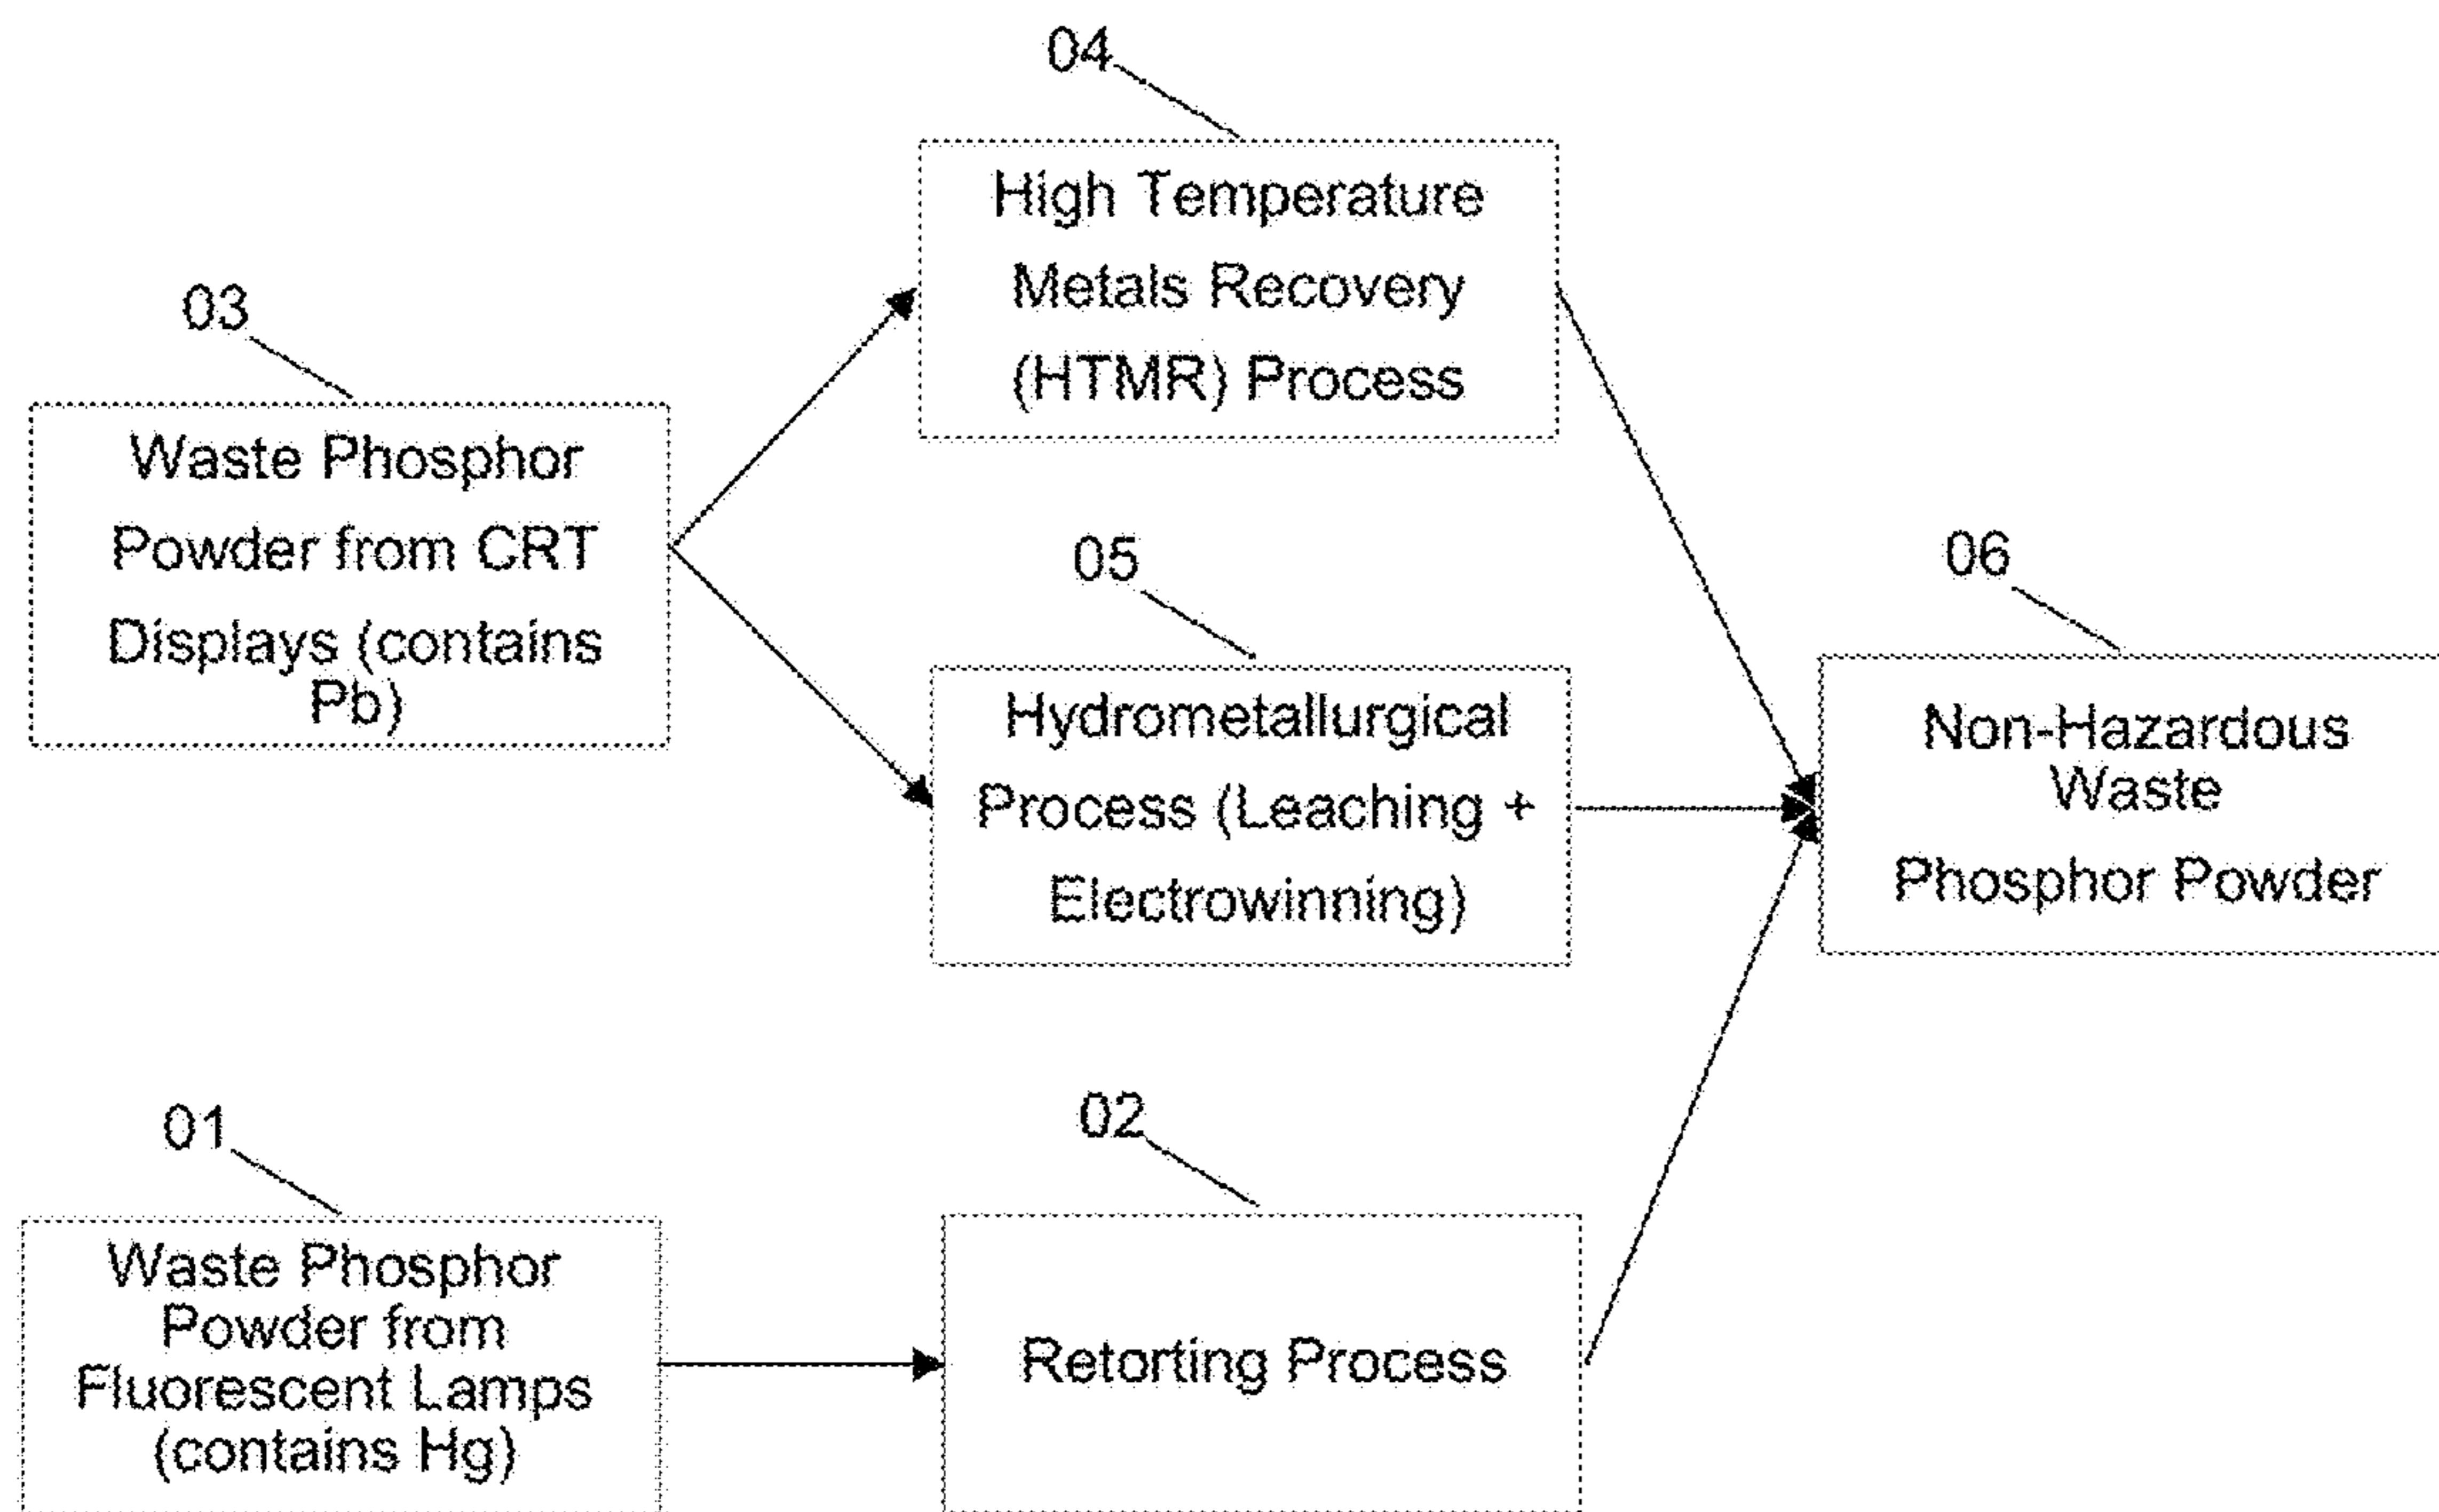 04
High Temperature
Metals Recovery
(HTMR) Process
03
Waste Phosphor
Powder from CRT
Displays (contains
Pb)
05
Hydrometallurgical
Process (Leaching +
Electrowinning)
06
Non-Hazardous
Waste
Phosphor Powder
01
Waste Phosphor
Powder from
Fluorescent Lamps
(contains Hg)
02
Retorting Process